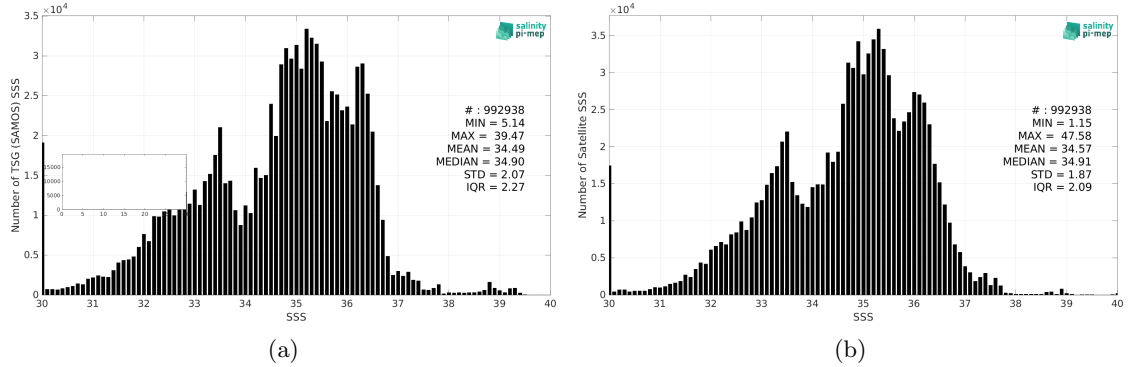 ×10⁴
3.5
3
2.5
2
1.5
1
0.5
0
Number of TSG (SAMOS) SSS
salinity
pi-mep
# : 992938
MIN = 5.14
MAX = 39.47
MEAN = 34.49
MEDIAN = 34.90
STD = 2.07
IQR = 2.27
15000
10000
5000
0
0 5 10 15 20
30 31 32 33 34 35 36 37 38 39 40
SSS
(a)
×10⁴
3.5
3
2.5
2
1.5
1
0.5
0
Number of Satellite SSS
salinity
pi-mep
# : 992938
MIN = 1.15
MAX = 47.58
MEAN = 34.57
MEDIAN = 34.91
STD = 1.87
IQR = 2.09
30 31 32 33 34 35 36 37 38 39 40
SSS
(b)